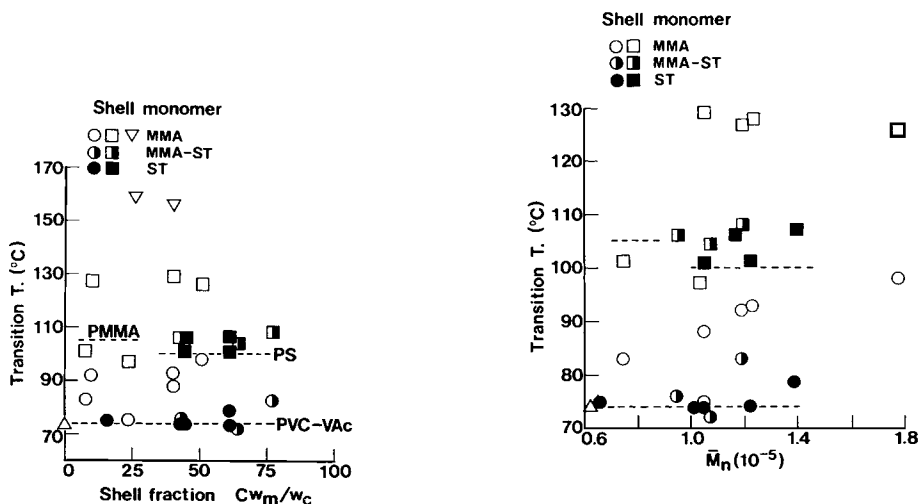 Shell monomer
MMA
MMA-ST
ST
170
150
130
110
90
70
Transition T. (°C)
PMMA
PS
PVC-VAc
0 25 50 75 100
Shell fraction Cwm/wc
Shell monomer
MMA
MMA-ST
ST
130
120
110
100
90
80
70
Transition T. (°C)
0.6 1.0 1.4 1.8
M̄n (10⁻⁵)